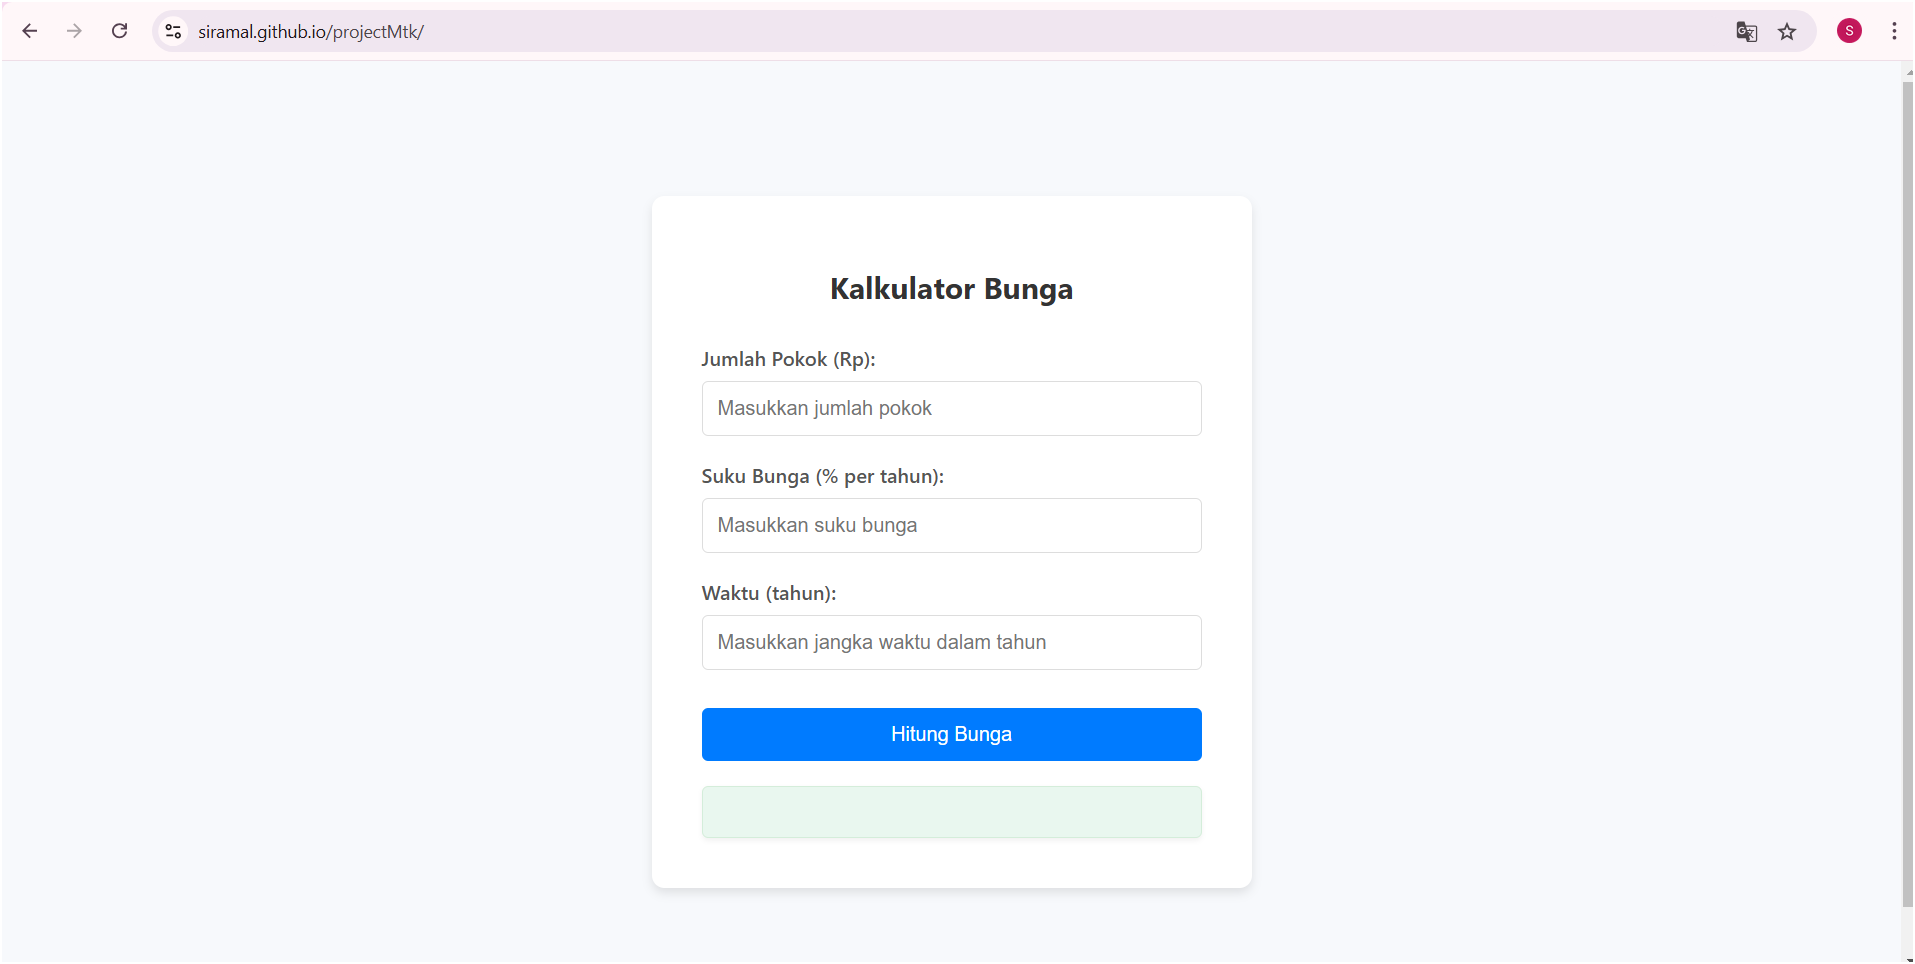 siramal.github.io/projectMtk/
S
Kalkulator Bunga
Jumlah Pokok (Rp):
Masukkan jumlah pokok
Suku Bunga (% per tahun):
Masukkan suku bunga
Waktu (tahun):
Masukkan jangka waktu dalam tahun
Hitung Bunga